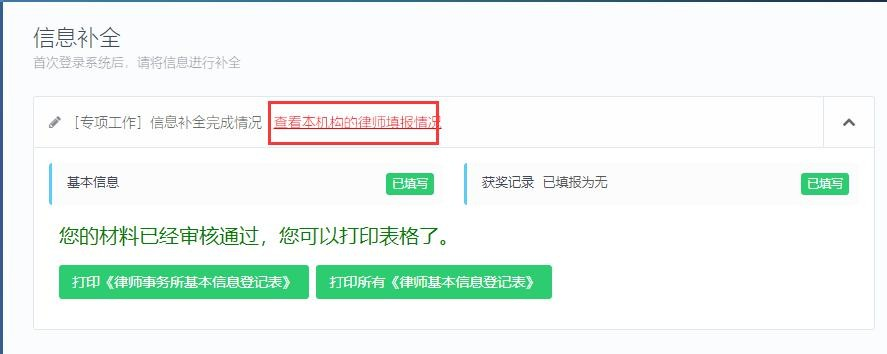 信息补全
首次登录系统后，请将信息进行补全
［专项工作］信息补全完成情况 查看本机构的律师填报情况
基本信息 已填写
获奖记录 已填报为无 已填写
您的材料已经审核通过，您可以打印表格了。
打印《律师事务所基本信息登记表》 打印所有《律师基本信息登记表》